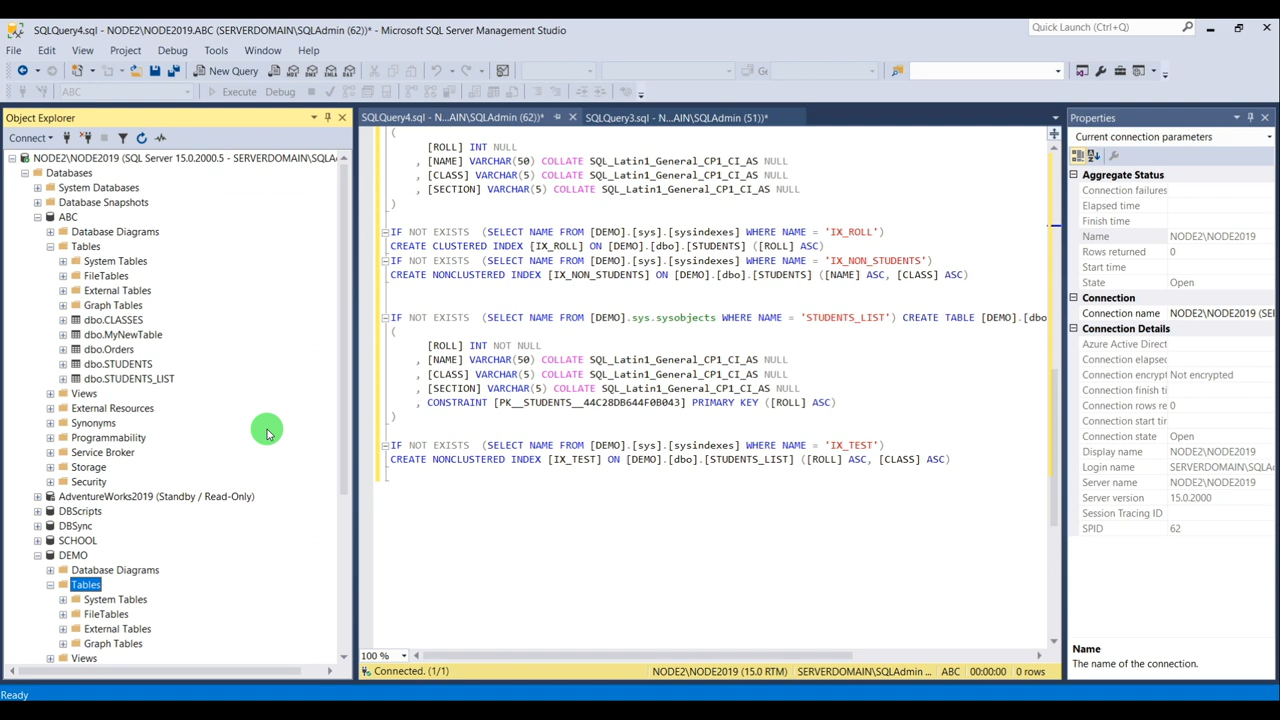 SQLQuery4.sql - NODE2\NODE2019.ABC (SERVERDOMAIN\SQLAdmin (62))* - Microsoft SQL Server Management Studio
Quick Launch (Ctrl+Q)
File Edit View Project Debug Tools Window Help
New Query
ABC Execute Debug
Object Explorer
Connect
NODE2\NODE2019 (SQL Server 15.0.2000.5 - SERVERDOMAIN\SQLA
Databases
System Databases
Database Snapshots
ABC
Database Diagrams
Tables
System Tables
FileTables
External Tables
Graph Tables
dbo.CLASSES
dbo.MyNewTable
dbo.Orders
dbo.STUDENTS
dbo.STUDENTS_LIST
Views
External Resources
Synonyms
Programmability
Service Broker
Storage
Security
AdventureWorks2019 (Standby / Read-Only)
DBScripts
DBSync
SCHOOL
DEMO
Database Diagrams
Tables
System Tables
FileTables
External Tables
Graph Tables
Views
SQLQuery4.sql - N...AIN\SQLAdmin (62))* SQLQuery3.sql - N...AIN\SQLAdmin (51))*
(
[ROLL] INT NULL
, [NAME] VARCHAR(50) COLLATE SQL_Latin1_General_CP1_CI_AS NULL
, [CLASS] VARCHAR(5) COLLATE SQL_Latin1_General_CP1_CI_AS NULL
, [SECTION] VARCHAR(5) COLLATE SQL_Latin1_General_CP1_CI_AS NULL
)
IF NOT EXISTS (SELECT NAME FROM [DEMO].[sys].[sysindexes] WHERE NAME = 'IX_ROLL')
CREATE CLUSTERED INDEX [IX_ROLL] ON [DEMO].[dbo].[STUDENTS] ([ROLL] ASC)
IF NOT EXISTS (SELECT NAME FROM [DEMO].[sys].[sysindexes] WHERE NAME = 'IX_NON_STUDENTS')
CREATE NONCLUSTERED INDEX [IX_NON_STUDENTS] ON [DEMO].[dbo].[STUDENTS] ([NAME] ASC, [CLASS] ASC)
IF NOT EXISTS (SELECT NAME FROM [DEMO].sys.sysobjects WHERE NAME = 'STUDENTS_LIST') CREATE TABLE [DEMO].[dbo
(
[ROLL] INT NOT NULL
, [NAME] VARCHAR(50) COLLATE SQL_Latin1_General_CP1_CI_AS NULL
, [CLASS] VARCHAR(5) COLLATE SQL_Latin1_General_CP1_CI_AS NULL
, [SECTION] VARCHAR(5) COLLATE SQL_Latin1_General_CP1_CI_AS NULL
, CONSTRAINT [PK__STUDENTS__44C28DB644F0B043] PRIMARY KEY ([ROLL] ASC)
)
IF NOT EXISTS (SELECT NAME FROM [DEMO].[sys].[sysindexes] WHERE NAME = 'IX_TEST')
CREATE NONCLUSTERED INDEX [IX_TEST] ON [DEMO].[dbo].[STUDENTS_LIST] ([ROLL] ASC, [CLASS] ASC)
100 %
Connected. (1/1) NODE2\NODE2019 (15.0 RTM) SERVERDOMAIN\SQLAdmin ... ABC 00:00:00 0 rows
Properties
Current connection parameters
Aggregate Status
Connection failures
Elapsed time
Finish time
Name NODE2\NODE2019
Rows returned 0
Start time
State Open
Connection
Connection name NODE2\NODE2019 (SE
Connection Details
Azure Active Direct
Connection elapsed
Connection encrypt Not encrypted
Connection finish ti
Connection rows re 0
Connection start tir
Connection state Open
Display name NODE2\NODE2019
Login name SERVERDOMAIN\SQLA
Server name NODE2\NODE2019
Server version 15.0.2000
Session Tracing ID
SPID 62
Name
The name of the connection.
Ready